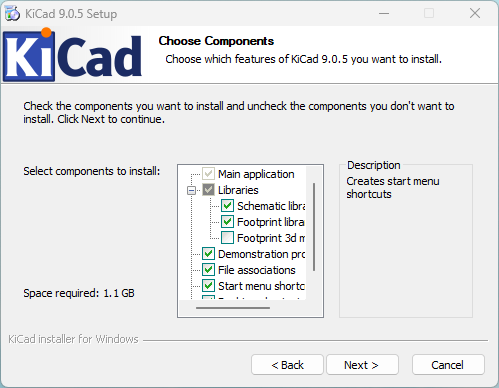 KiCad 9.0.5 Setup
KiCad
Choose Components
Choose which features of KiCad 9.0.5 you want to install.
Check the components you want to install and uncheck the components you don't want to
install. Click Next to continue.
Select components to install:
Main application
Libraries
Schematic libra
Footprint librar
Footprint 3d m
Demonstration pro
File associations
Start menu shortc
Description
Creates start menu
shortcuts
Space required: 1.1 GB
KiCad installer for Windows
< Back
Next >
Cancel